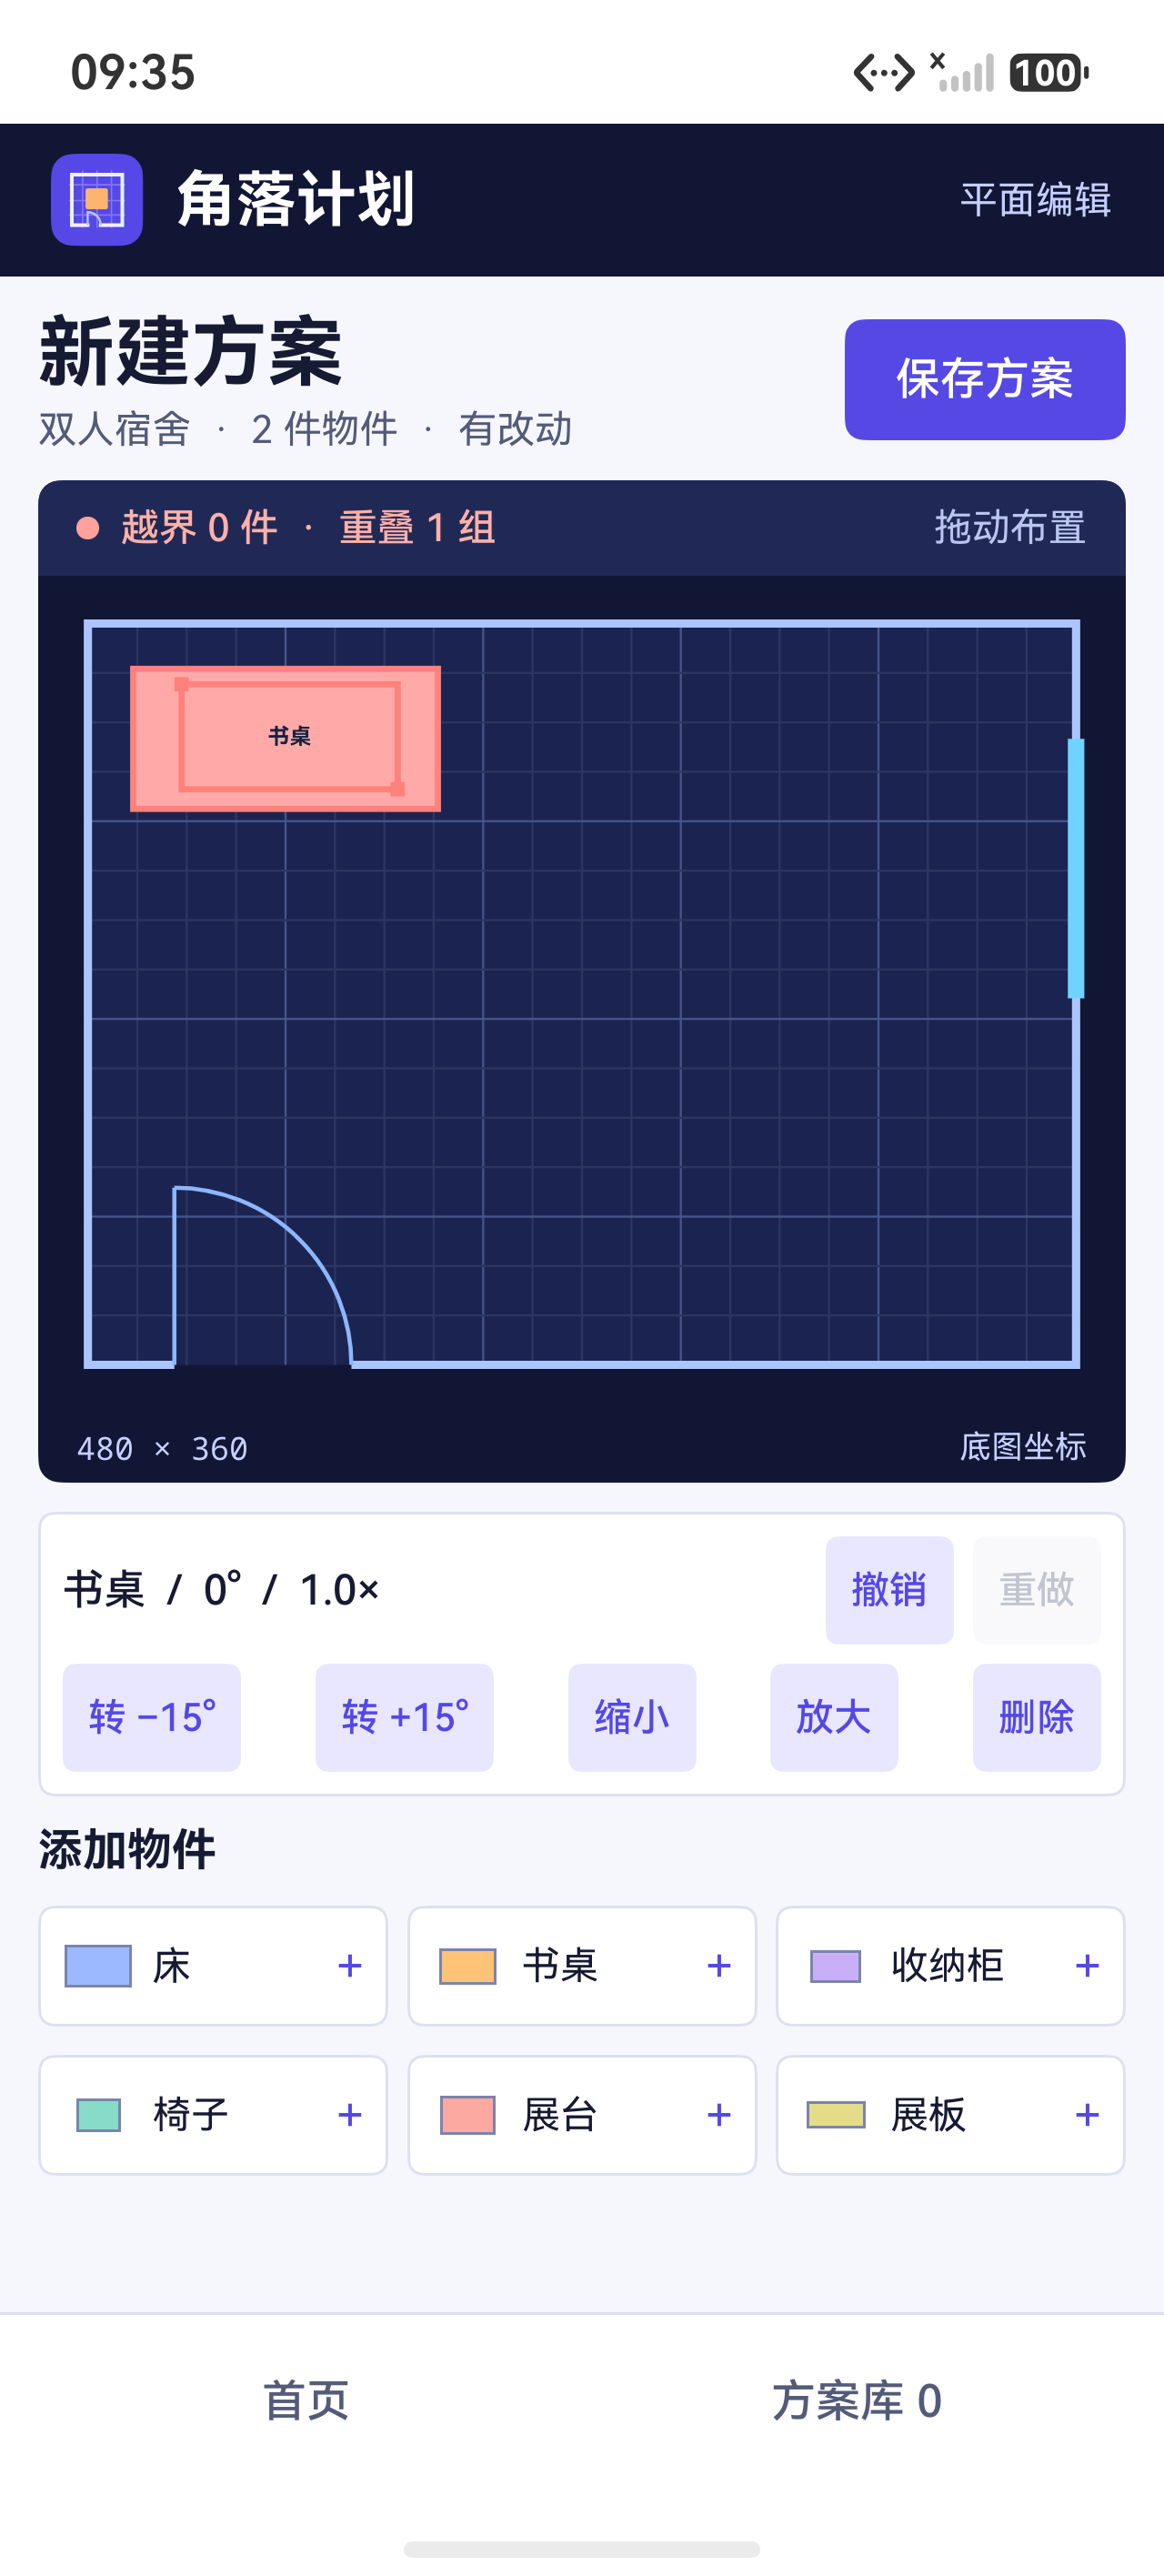 09:35
100
角落计划
平面编辑
新建方案
保存方案
双人宿舍 · 2 件物件 · 有改动
越界 0 件 · 重叠 1 组
拖动布置
书桌
480 × 360
底图坐标
书桌 / 0° / 1.0×
撤销
重做
转 −15°
转 +15°
缩小
放大
删除
添加物件
床 +
书桌 +
收纳柜 +
椅子 +
展台 +
展板 +
首页
方案库 0